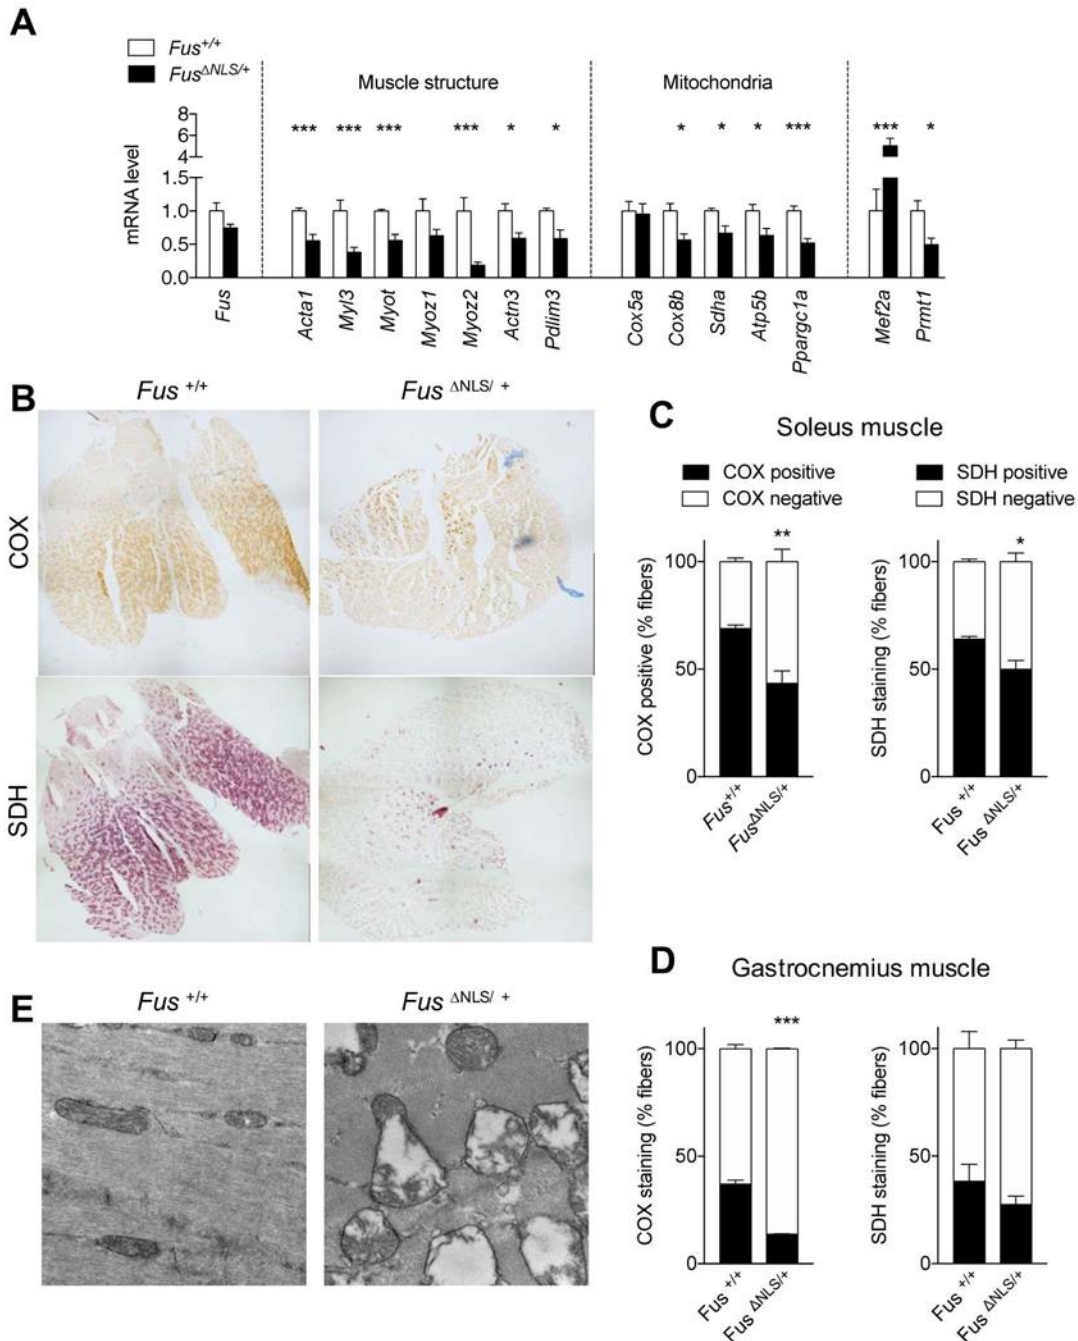 A
Fus+/+
FusΔNLS/+
Muscle structure
Mitochondria
*** *** *** *** * * * * * *** *** *
mRNA level
8
6
4
1.5
1.0
0.5
0.0
Fus Acta1 Myl3 Myot Myoz1 Myoz2 Actn3 Pdlim3 Cox5a Cox8b Sdha Atp5b Ppargc1a Mef2a Prmt1
B
Fus +/+
Fus ΔNLS/ +
COX
SDH
C
Soleus muscle
COX positive
COX negative
SDH positive
SDH negative
**
COX positive (% fibers)
100
50
0
Fus+/+
FusΔNLS/+
*
SDH staining (% fibers)
100
50
0
Fus +/+
Fus ΔNLS/+
D
Gastrocnemius muscle
***
COX staining (% fibers)
100
50
0
Fus +/+
Fus ΔNLS/+
SDH staining (% fibers)
100
50
0
Fus +/+
Fus ΔNLS/+
E
Fus +/+
Fus ΔNLS/ +